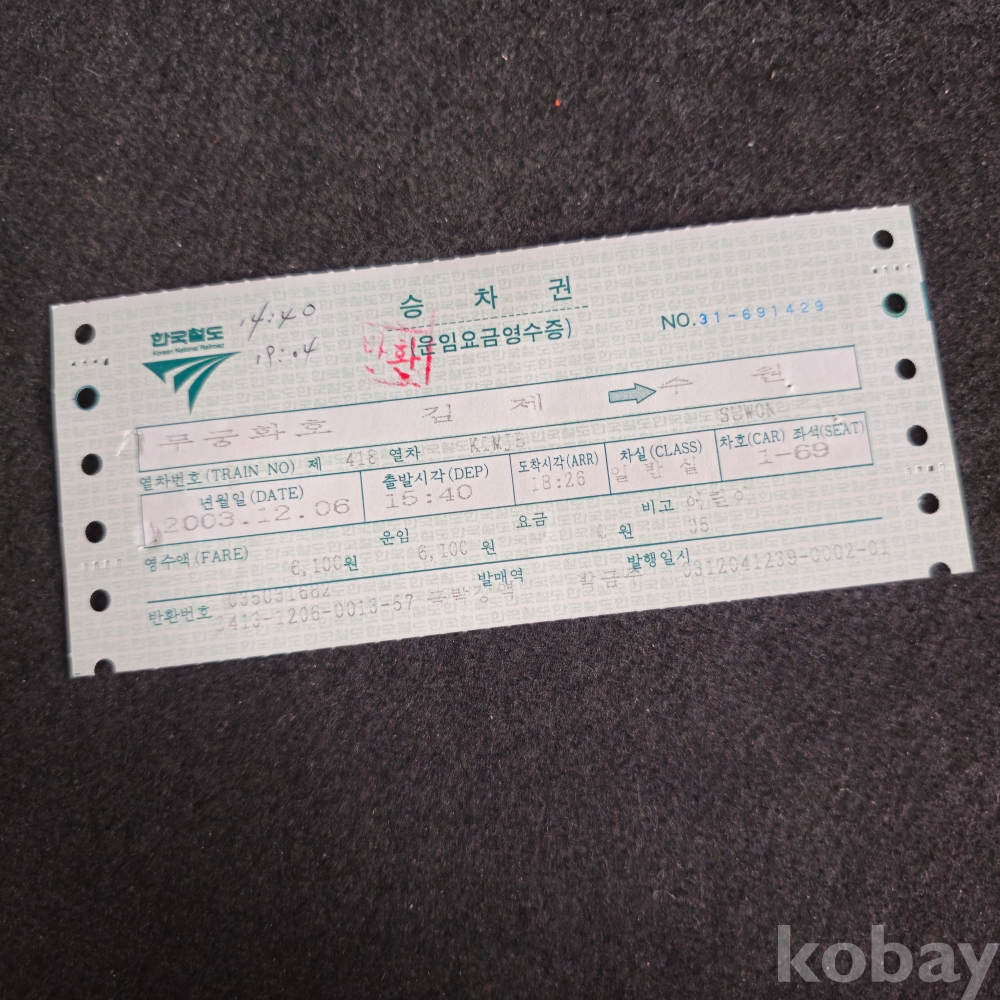 한국철도
Korean National Railroad
14:40
19:04
승 차 권
(운임요금영수증)
반환
NO.31-691429
무궁화호 김 제 → 수 원
KIMJE SUWON
열차번호(TRAIN NO) 제 418 열차
년월일(DATE) 출발시각(DEP) 도착시각(ARR) 차실(CLASS) 차호(CAR) 좌석(SEAT)
2003.12.06 15:40 18:26 일반실 1-69
영수액(FARE) 6,100원 운임 6,100 원 요금 0 원 비고 어린이
05
035031682
반환번호 3413-1206-0013-57 발매역 발행일시 0312041239-0002-01
kobay